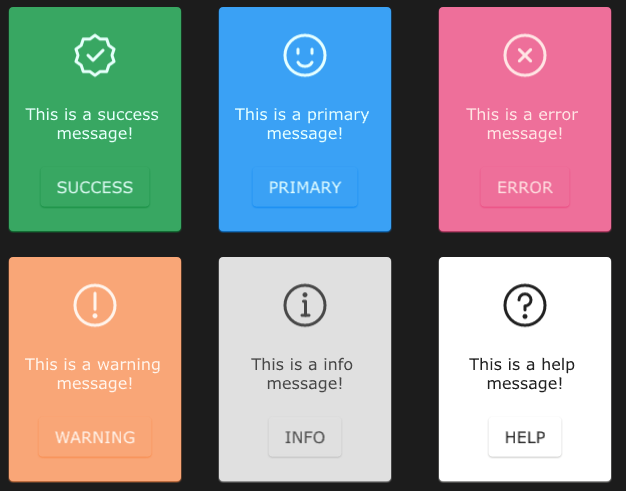 This is a success
message!
SUCCESS
This is a primary
message!
PRIMARY
This is a error
message!
ERROR
This is a warning
message!
WARNING
This is a info
message!
INFO
This is a help
message!
HELP